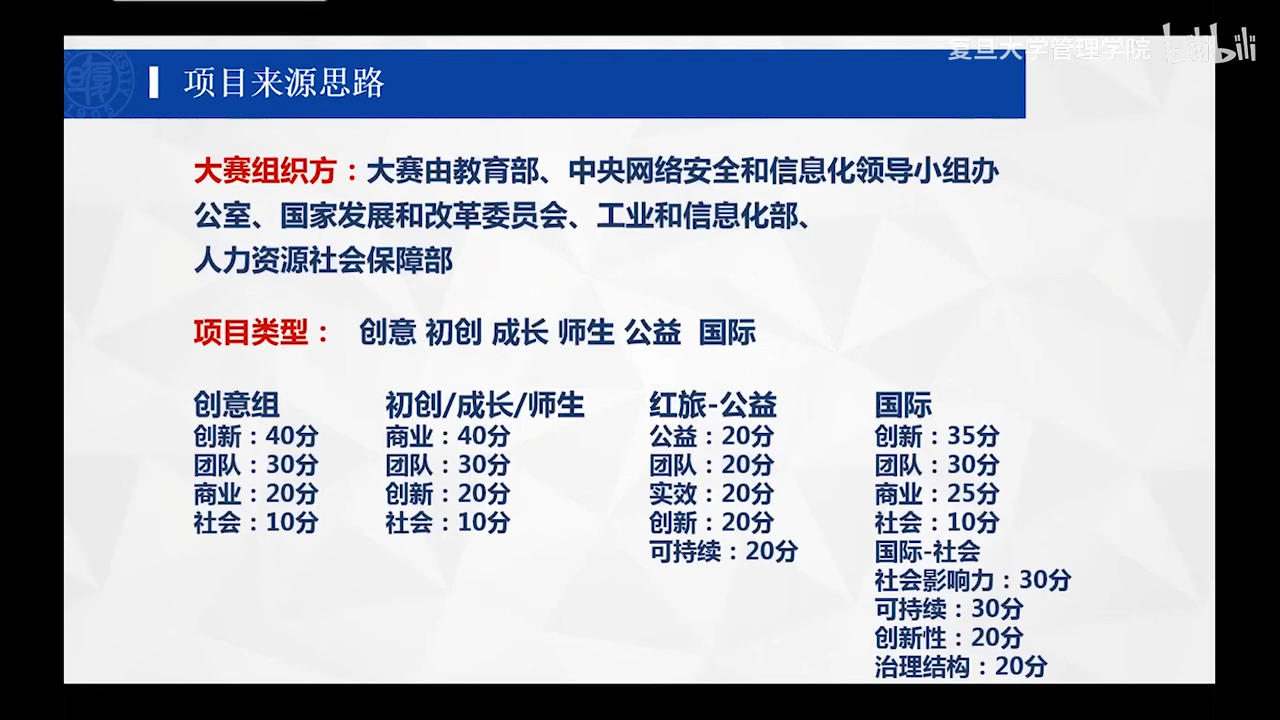 复旦大学管理学院
bilibili
项目来源思路
大赛组织方：大赛由教育部、中央网络安全和信息化领导小组办
公室、国家发展和改革委员会、工业和信息化部、
人力资源社会保障部
项目类型： 创意 初创 成长 师生 公益 国际
创意组
创新：40分
团队：30分
商业：20分
社会：10分
初创/成长/师生
商业：40分
团队：30分
创新：20分
社会：10分
红旅-公益
公益：20分
团队：20分
实效：20分
创新：20分
可持续：20分
国际
创新：35分
团队：30分
商业：25分
社会：10分
国际-社会
社会影响力：30分
可持续：30分
创新性：20分
治理结构：20分